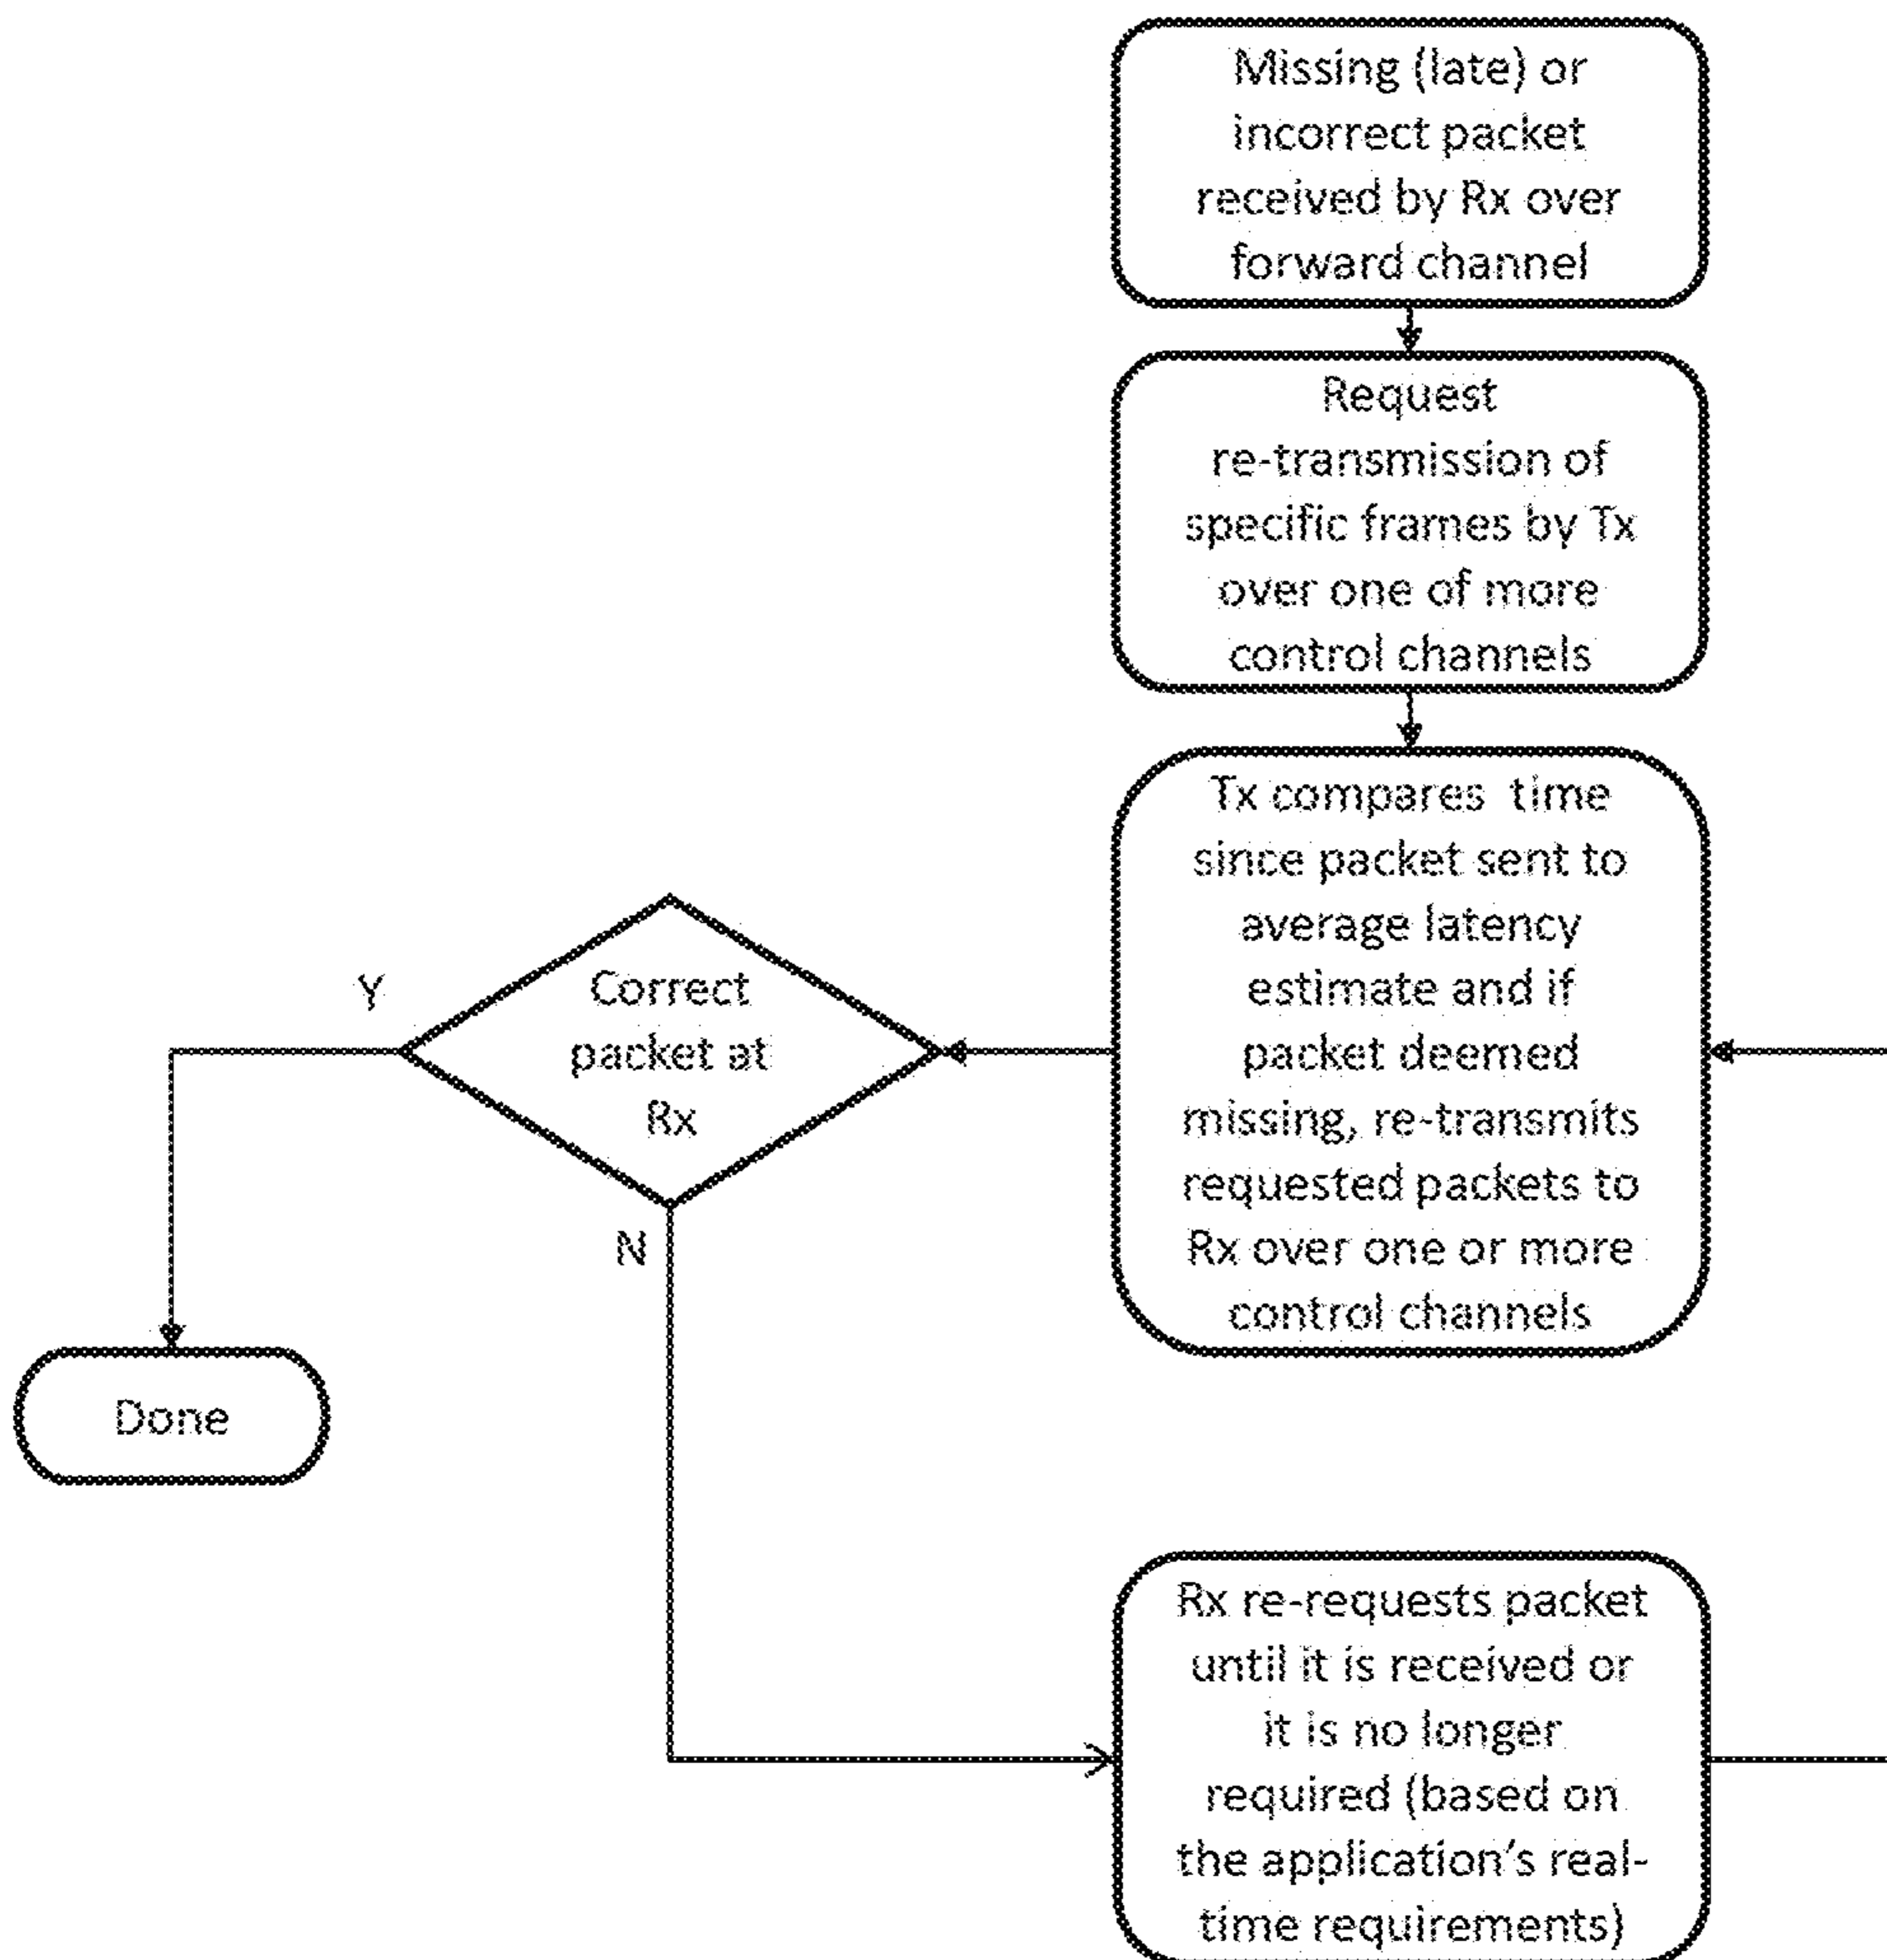 Missing (late) or
incorrect packet
received by Rx over
forward channel
Request
re-transmission of
specific frames by Tx
over one of more
control channels
Tx compares time
since packet sent to
average latency
estimate and if
packet deemed
missing, re-transmits
requested packets to
Rx over one or more
control channels
Correct
packet at
Rx
Y
N
Done
Rx re-requests packet
until it is received or
it is no longer
required (based on
the application's real-
time requirements)